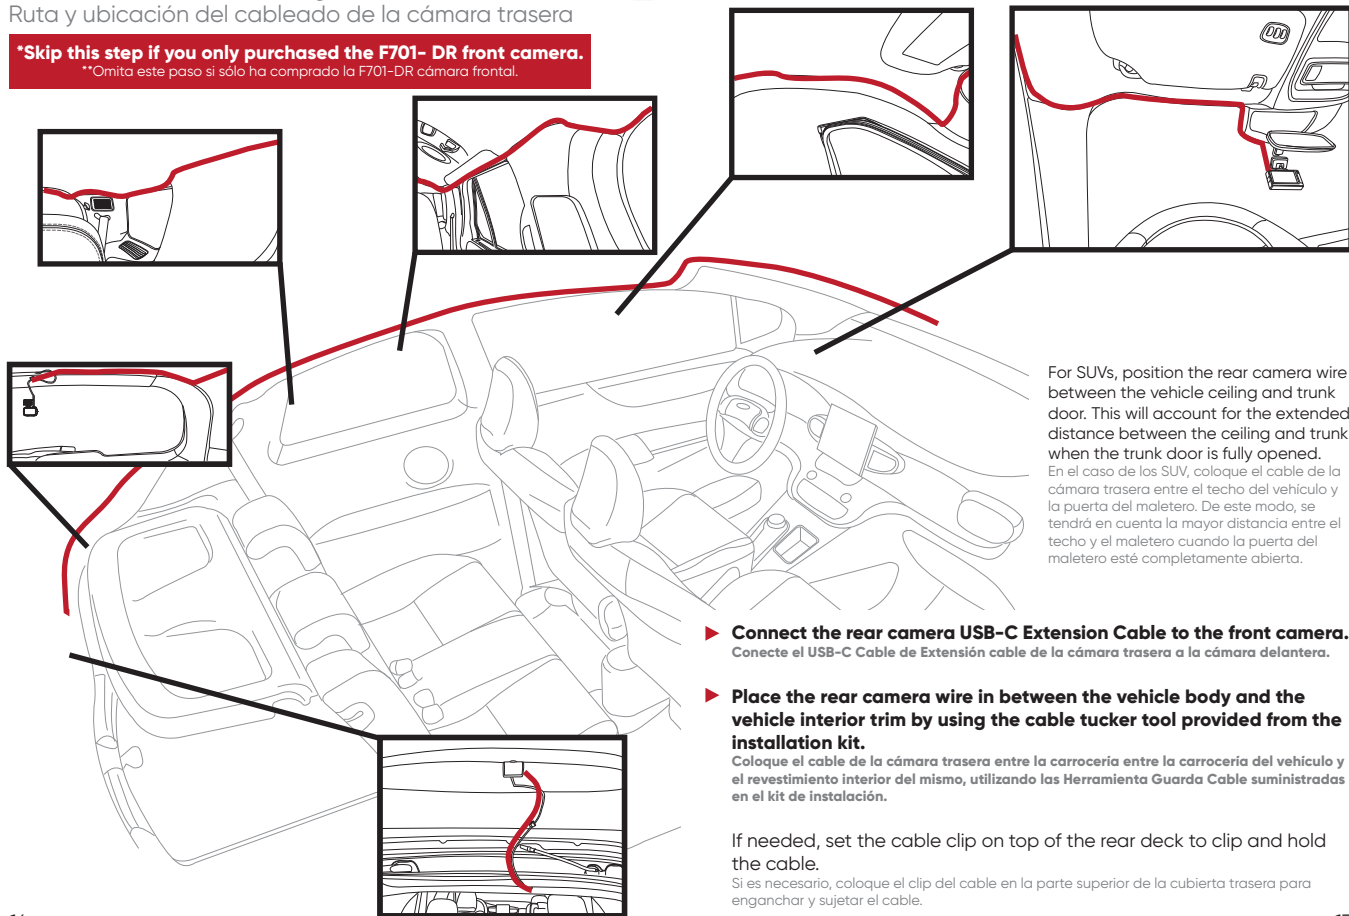 Ruta y ubicación del cableado de la cámara trasera
*Skip this step if you only purchased the F701- DR front camera.
**Omita este paso si sólo ha comprado la F701-DR cámara frontal.
For SUVs, position the rear camera wire
between the vehicle ceiling and trunk
door. This will account for the extended
distance between the ceiling and trunk
when the trunk door is fully opened.
En el caso de los SUV, coloque el cable de la
cámara trasera entre el techo del vehículo y
la puerta del maletero. De este modo, se
tendrá en cuenta la mayor distancia entre el
techo y el maletero cuando la puerta del
maletero esté completamente abierta.
▶ Connect the rear camera USB-C Extension Cable to the front camera.
Conecte el USB-C Cable de Extensión cable de la cámara trasera a la cámara delantera.
▶ Place the rear camera wire in between the vehicle body and the
vehicle interior trim by using the cable tucker tool provided from the
installation kit.
Coloque el cable de la cámara trasera entre la carrocería entre la carrocería del vehículo y
el revestimiento interior del mismo, utilizando las Herramienta Guarda Cable suministradas
en el kit de instalación.
If needed, set the cable clip on top of the rear deck to clip and hold
the cable.
Si es necesario, coloque el clip del cable en la parte superior de la cubierta trasera para
enganchar y sujetar el cable.